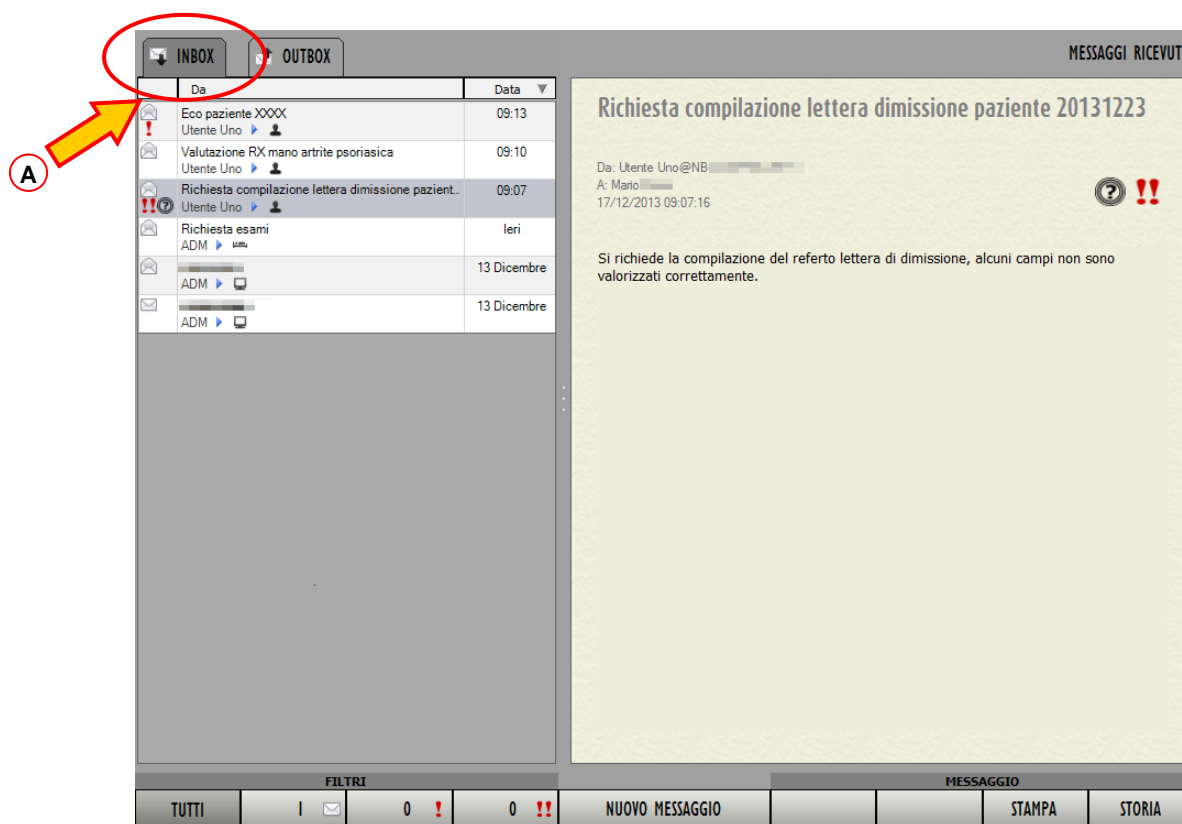 INBOX
OUTBOX
MESSAGGI RICEVUT
Da
Data
A
Eco paziente XXXX
09:13
Utente Uno
Valutazione RX mano artrite psoriasica
09:10
Utente Uno
Richiesta compilazione lettera dimissione pazient..
09:07
Utente Uno
Richiesta esami
Ieri
ADM
13 Dicembre
ADM
13 Dicembre
ADM
Richiesta compilazione lettera dimissione paziente 20131223
Da: Utente Uno@NB-
A: Mario
17/12/2013 09:07:16
Si richiede la compilazione del referto lettera di dimissione, alcuni campi non sono
valorizzati correttamente.
FILTRI
MESSAGGIO
TUTTI
1
0 !
0 !!
NUOVO MESSAGGIO
STAMPA
STORIA